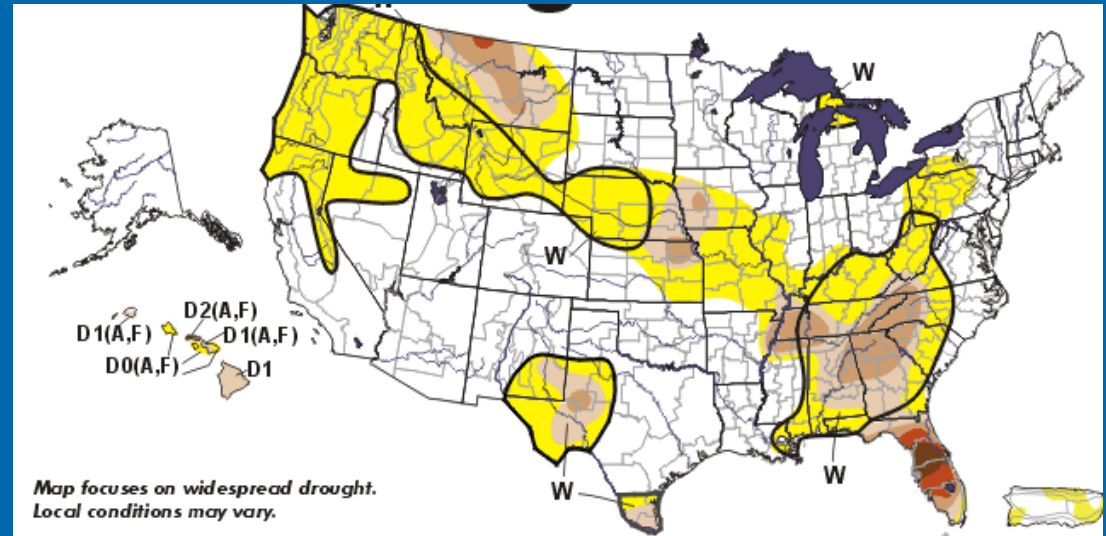 W
W
D2(A,F)
D1(A,F)
D1(A,F)
D0(A,F)
D1
W
W
W
Map focuses on widespread drought.
Local conditions may vary.